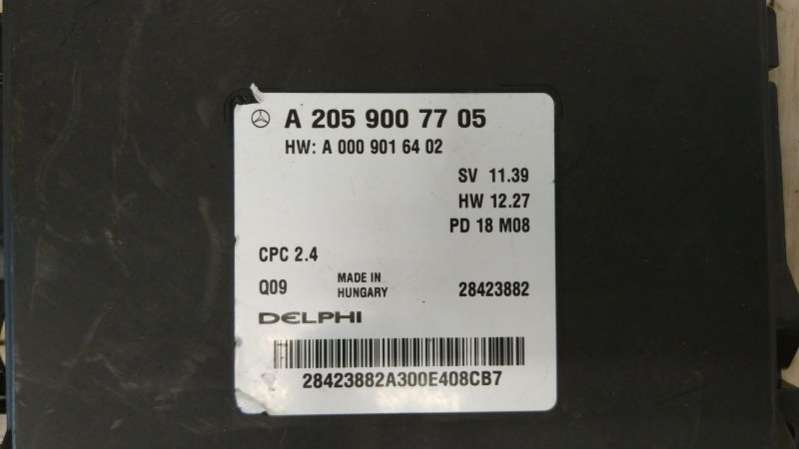 A 205 900 77 05
HW: A 000 901 64 02
SV 11.39
HW 12.27
PD 18 M08
CPC 2.4
Q09
MADE IN
HUNGARY
28423882
DELPHI
28423882A300E408CB7